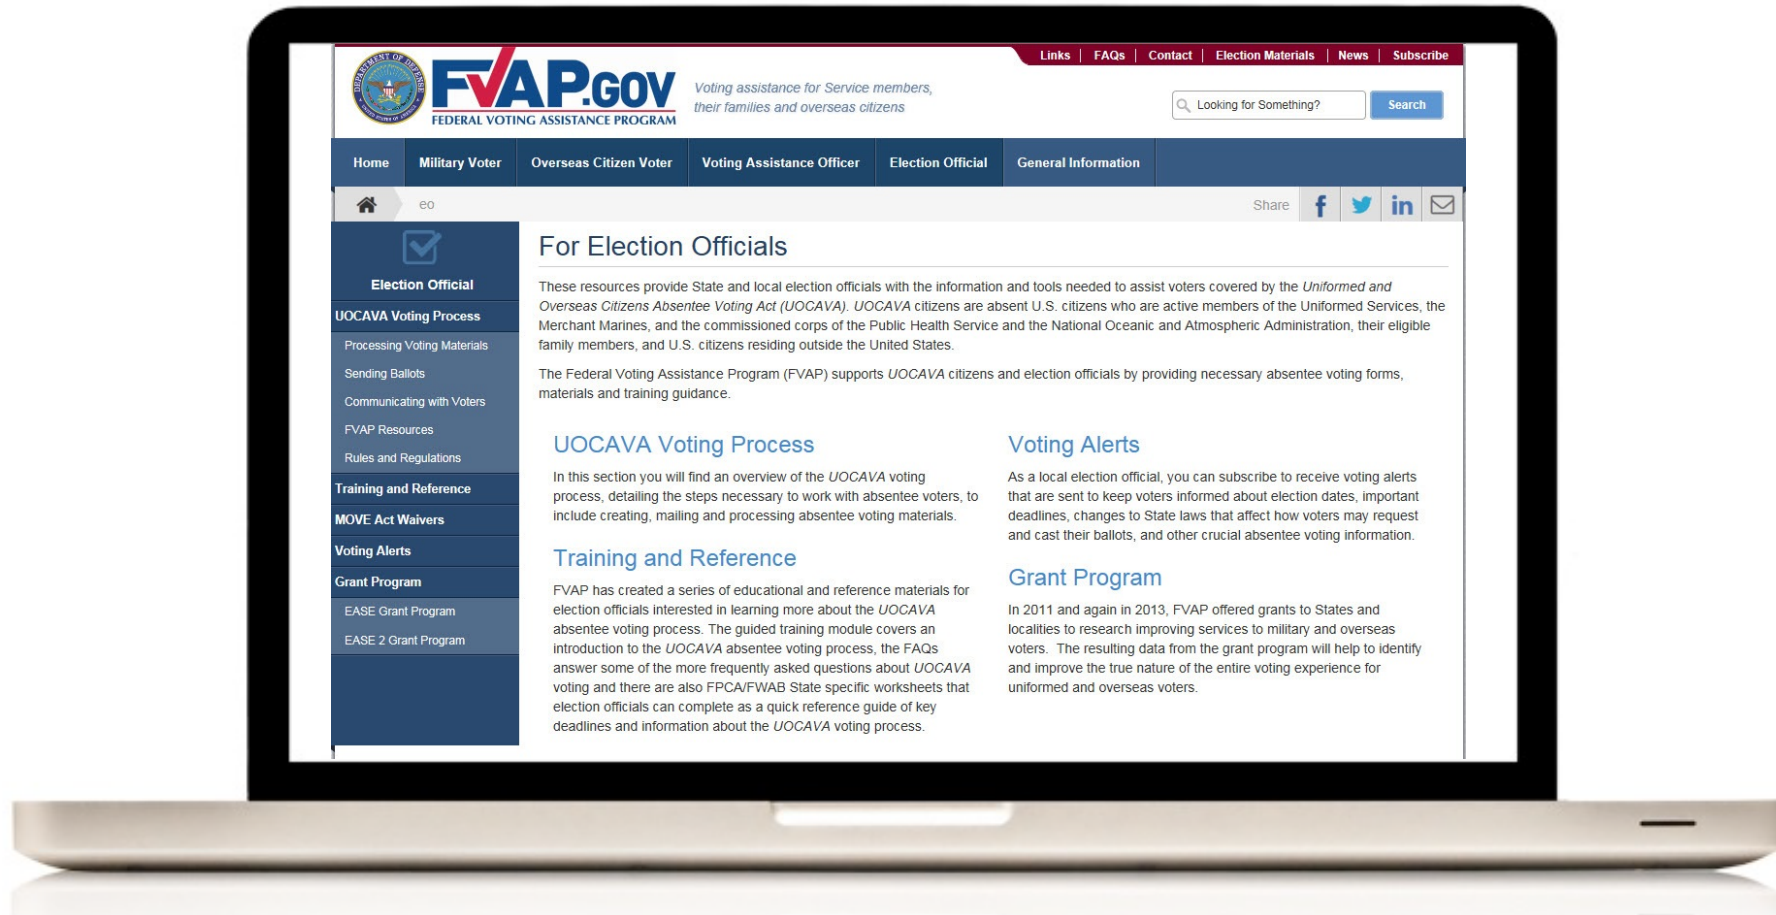 Links | FAQs | Contact | Election Materials | News | Subscribe
DEPARTMENT OF DEFENSE
UNITED STATES OF AMERICA
FVAP.GOV
FEDERAL VOTING ASSISTANCE PROGRAM
Voting assistance for Service members,
their families and overseas citizens
Looking for Something?
Search
Home
Military Voter
Overseas Citizen Voter
Voting Assistance Officer
Election Official
General Information
eo
Share
f
in
Election Official
UOCAVA Voting Process
Processing Voting Materials
Sending Ballots
Communicating with Voters
FVAP Resources
Rules and Regulations
Training and Reference
MOVE Act Waivers
Voting Alerts
Grant Program
EASE Grant Program
EASE 2 Grant Program
For Election Officials
These resources provide State and local election officials with the information and tools needed to assist voters covered by the Uniformed and
Overseas Citizens Absentee Voting Act (UOCAVA). UOCAVA citizens are absent U.S. citizens who are active members of the Uniformed Services, the
Merchant Marines, and the commissioned corps of the Public Health Service and the National Oceanic and Atmospheric Administration, their eligible
family members, and U.S. citizens residing outside the United States.
The Federal Voting Assistance Program (FVAP) supports UOCAVA citizens and election officials by providing necessary absentee voting forms,
materials and training guidance.
UOCAVA Voting Process
In this section you will find an overview of the UOCAVA voting
process, detailing the steps necessary to work with absentee voters, to
include creating, mailing and processing absentee voting materials.
Training and Reference
FVAP has created a series of educational and reference materials for
election officials interested in learning more about the UOCAVA
absentee voting process. The guided training module covers an
introduction to the UOCAVA absentee voting process, the FAQs
answer some of the more frequently asked questions about UOCAVA
voting and there are also FPCA/FWAB State specific worksheets that
election officials can complete as a quick reference guide of key
deadlines and information about the UOCAVA voting process.
Voting Alerts
As a local election official, you can subscribe to receive voting alerts
that are sent to keep voters informed about election dates, important
deadlines, changes to State laws that affect how voters may request
and cast their ballots, and other crucial absentee voting information.
Grant Program
In 2011 and again in 2013, FVAP offered grants to States and
localities to research improving services to military and overseas
voters. The resulting data from the grant program will help to identify
and improve the true nature of the entire voting experience for
uniformed and overseas voters.